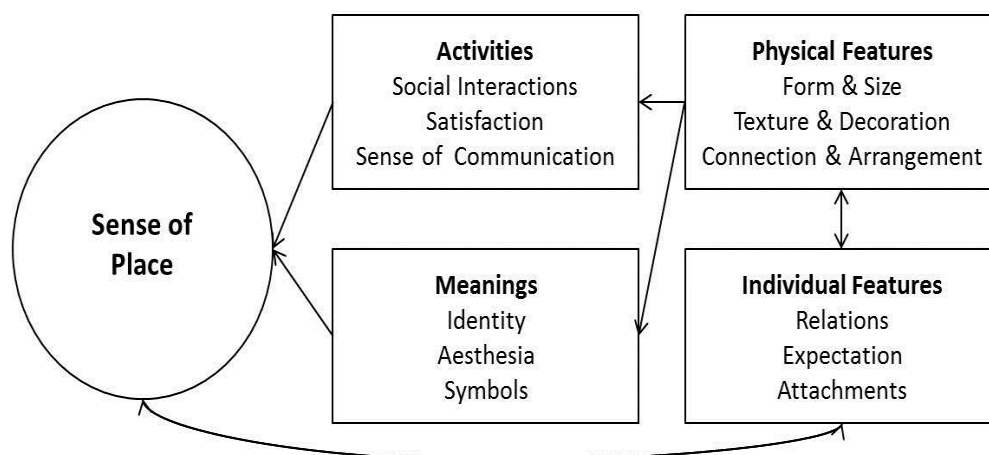 Activities
Social Interactions
Satisfaction
Sense of Communication
Physical Features
Form & Size
Texture & Decoration
Connection & Arrangement
Sense of
Place
Meanings
Identity
Aesthesia
Symbols
Individual Features
Relations
Expectation
Attachments